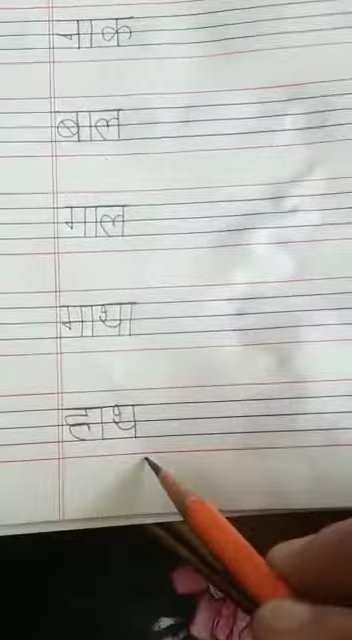 नाक
बाल
गाल
माथा
हाथ